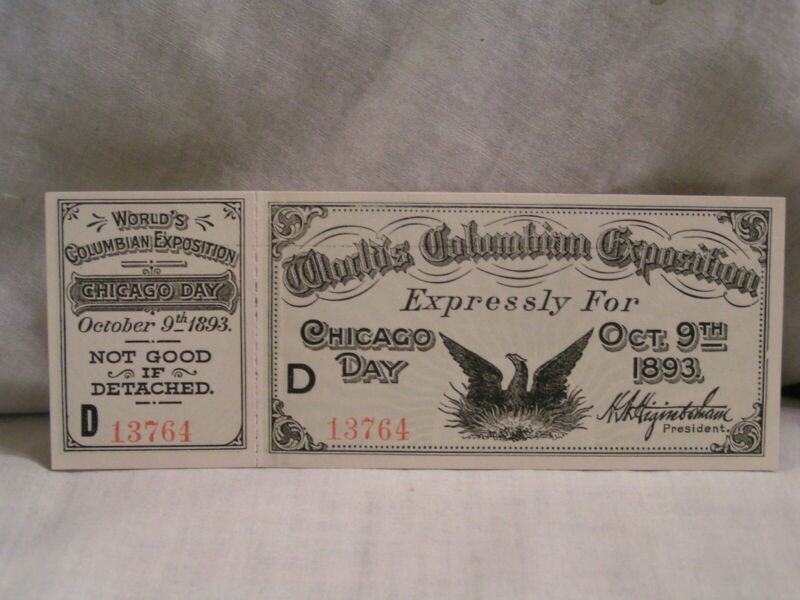 WORLD'S
COLUMBIAN EXPOSITION
CHICAGO DAY
October 9th 1893.
NOT GOOD
IF
DETACHED.
D 13764
World's Columbian Exposition
Expressly For
CHICAGO DAY
OCT. 9TH 1893.
D
13764
H.N. Higinbotham
President.